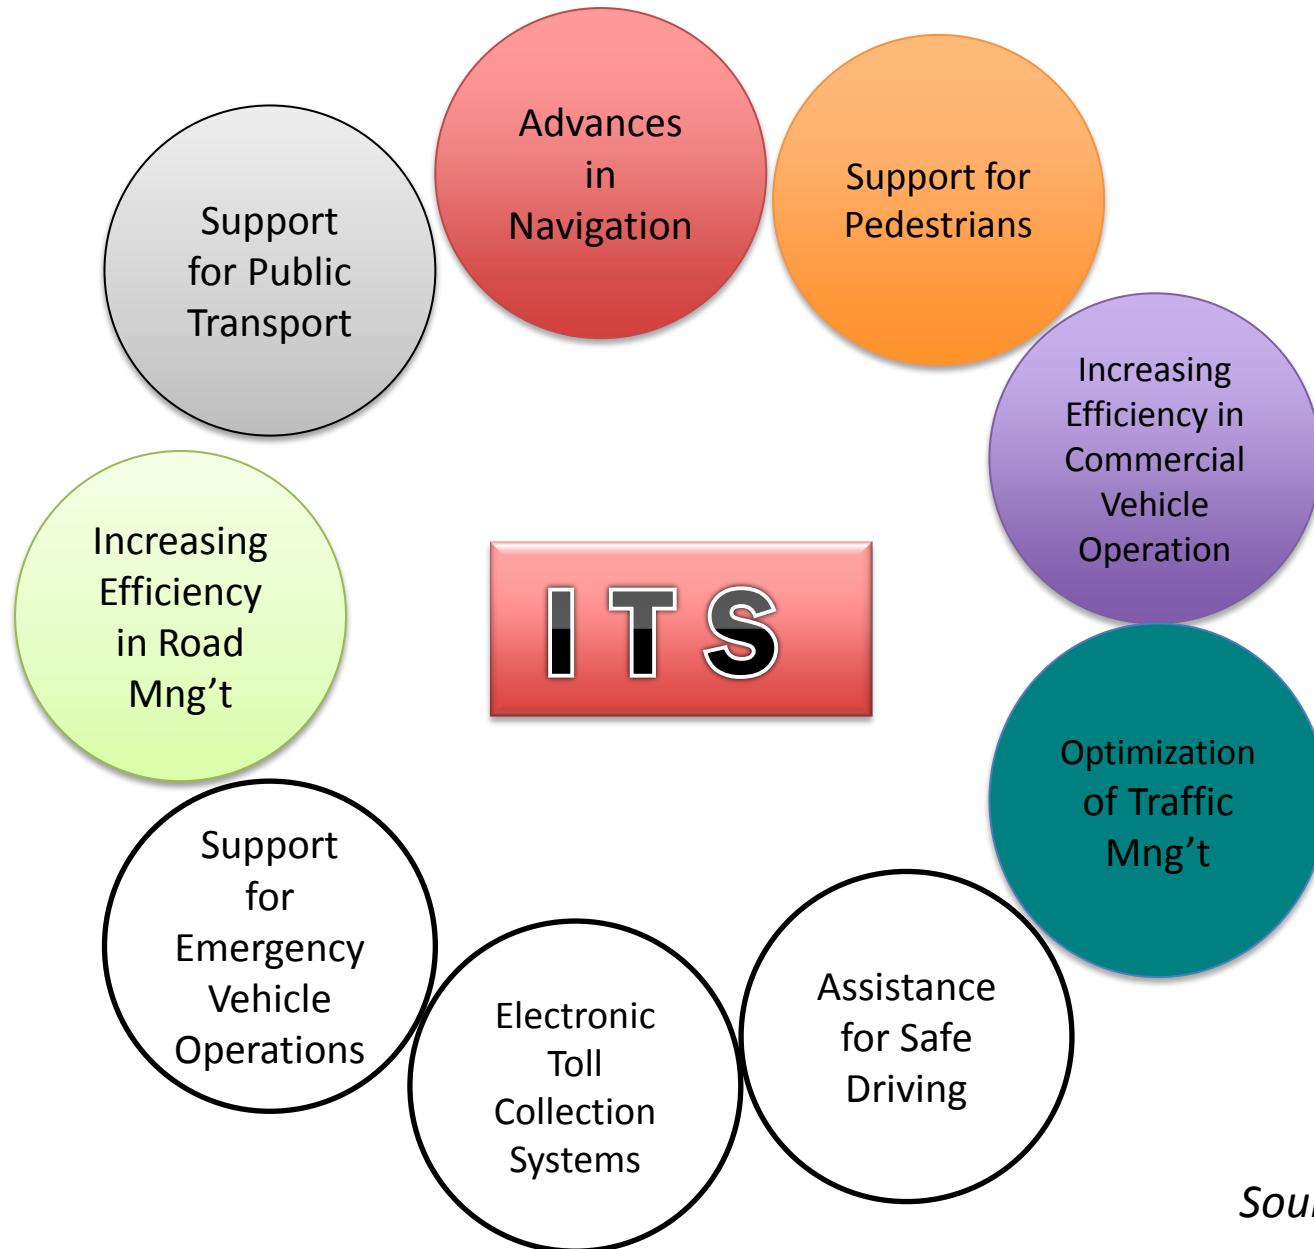 Advances
in
Navigation
Support for
Pedestrians
Increasing
Efficiency in
Commercial
Vehicle
Operation
Optimization
of Traffic
Mng’t
Assistance
for Safe
Driving
Electronic
Toll
Collection
Systems
Support
for
Emergency
Vehicle
Operations
Increasing
Efficiency
in Road
Mng’t
Support
for Public
Transport
ITS